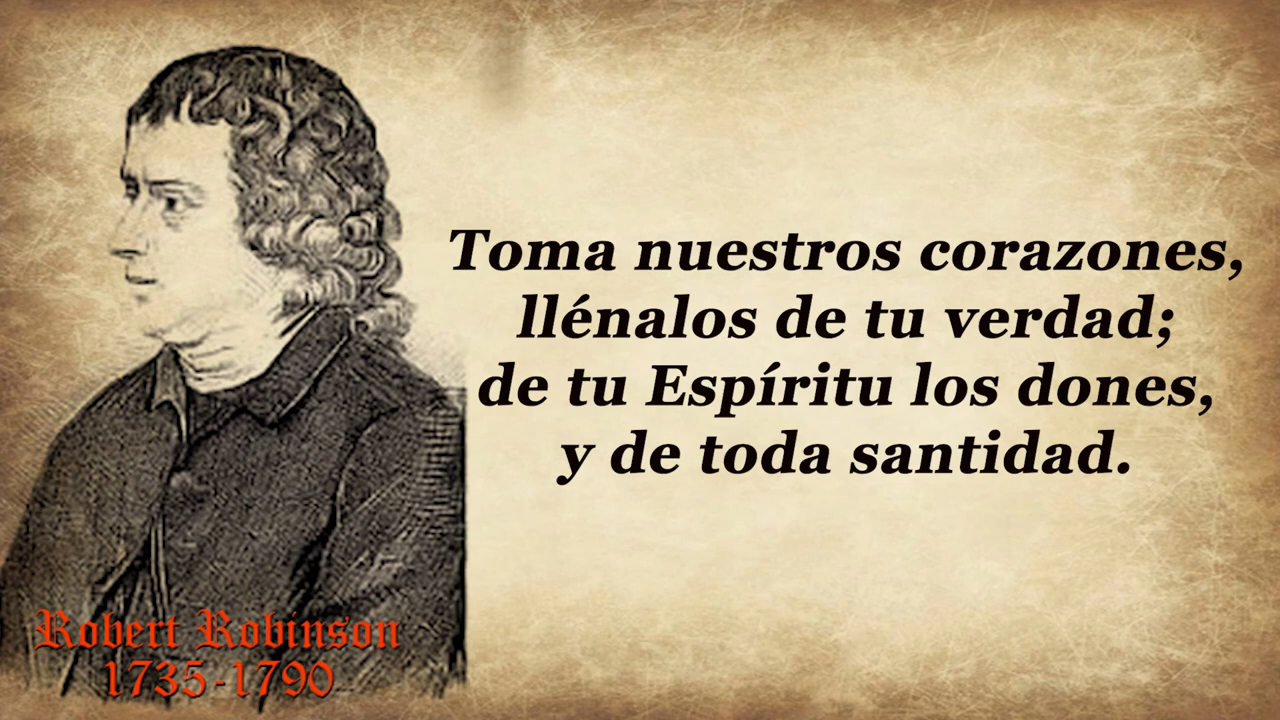 Toma nuestros corazones,
llénalos de tu verdad;
de tu Espíritu los dones,
y de toda santidad.
Robert Robinson
1735-1790